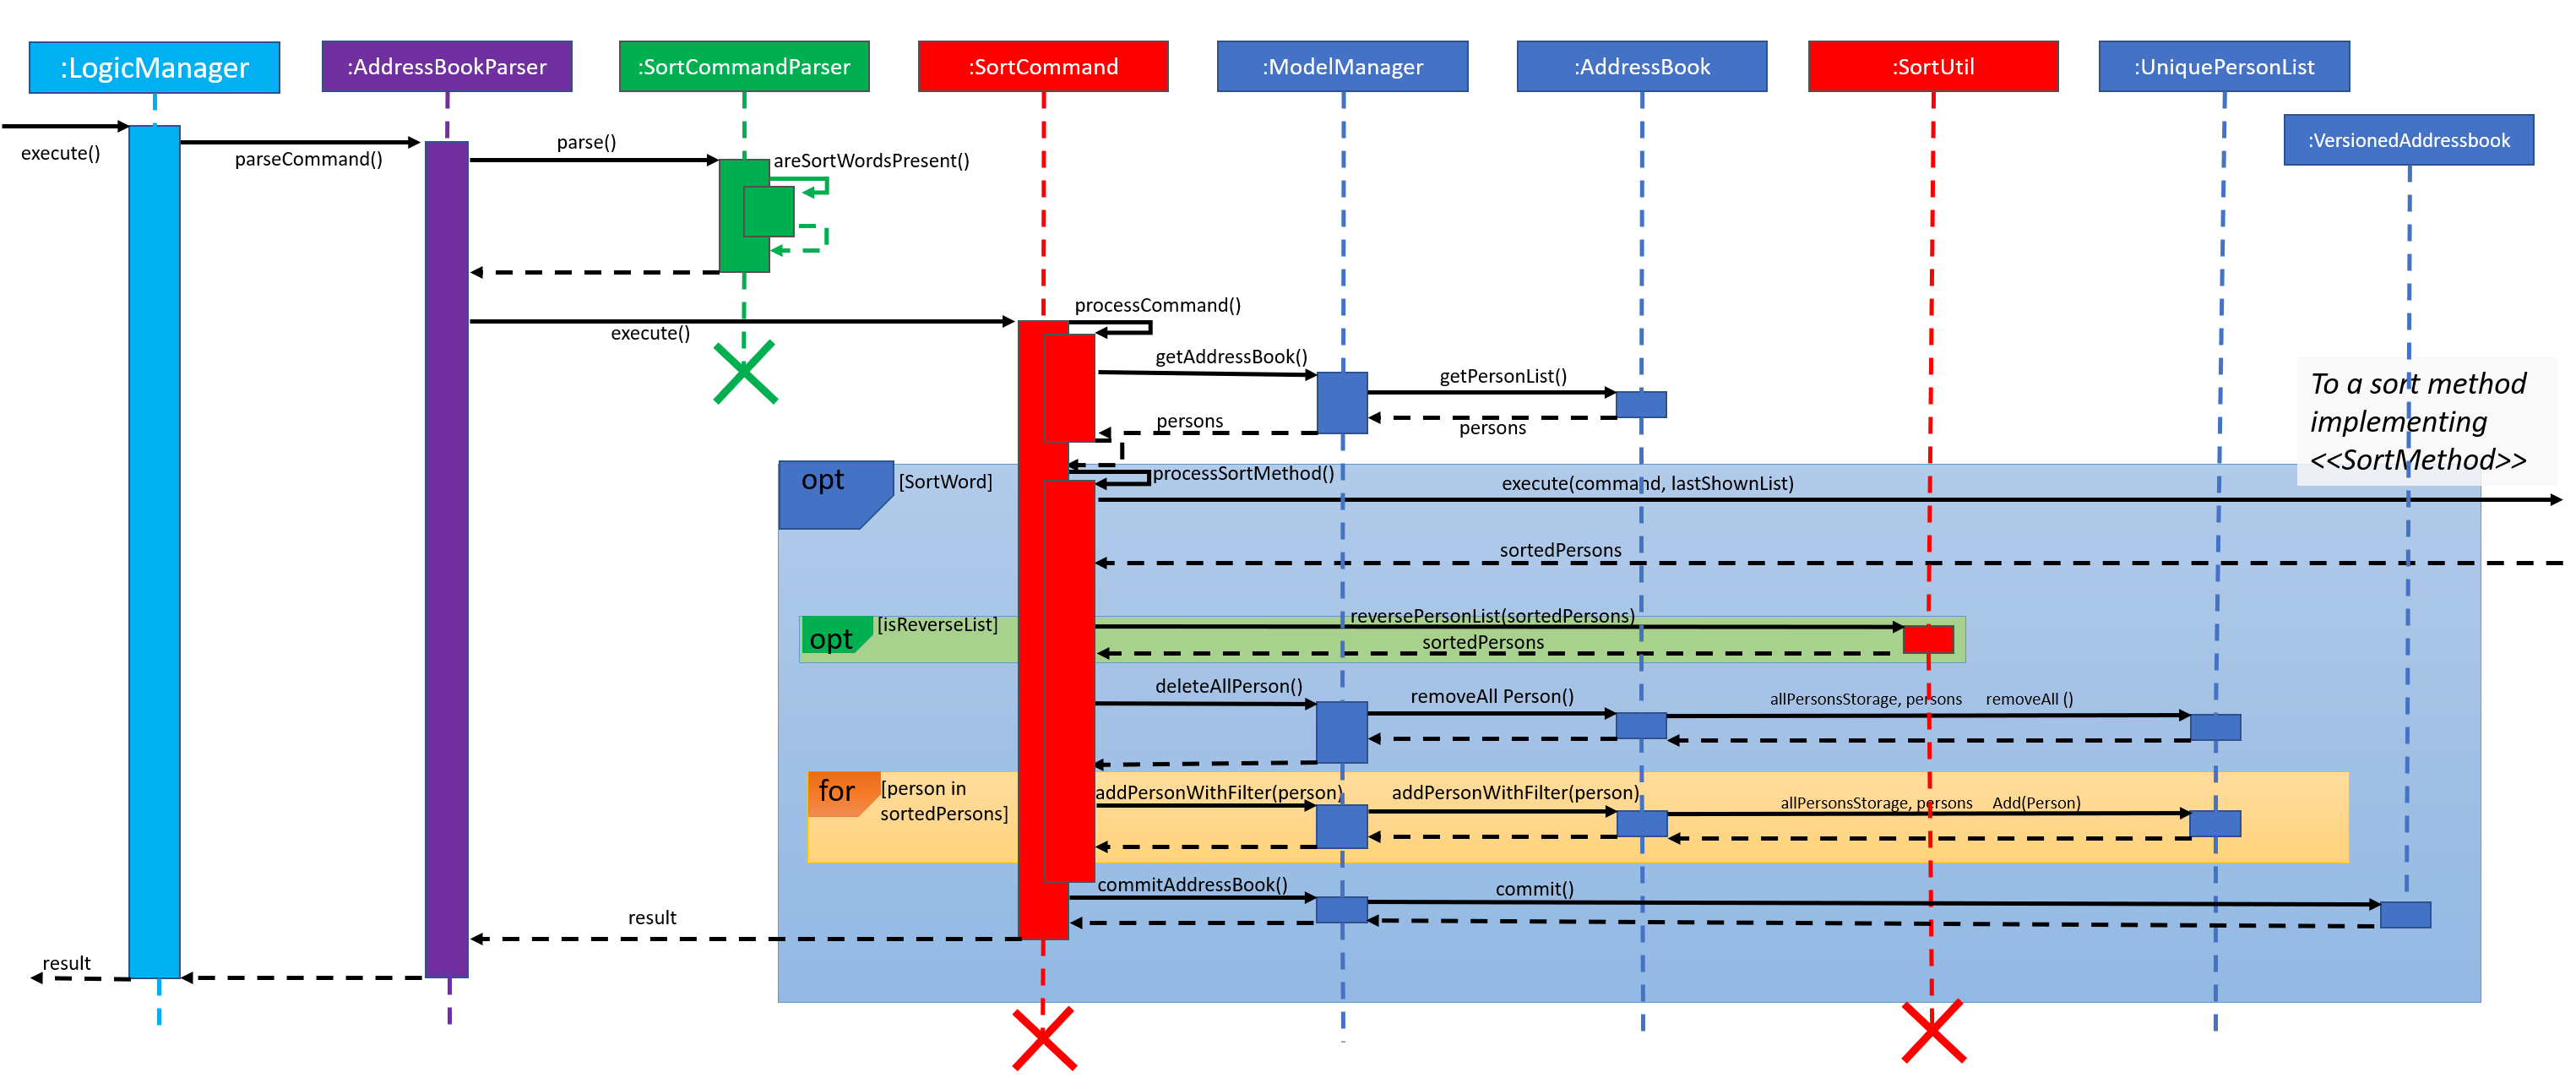 :LogicManager
:AddressBookParser
:SortCommandParser
:SortCommand
:ModelManager
:AddressBook
:SortUtil
:UniquePersonList
:VersionedAddressbook
execute()
parseCommand()
parse()
areSortWordsPresent()
processCommand()
execute()
getAddressBook()
getPersonList()
persons
persons
To a sort method
implementing
<<SortMethod>>
opt
[SortWord]
processSortMethod()
execute(command, lastShownList)
sortedPersons
opt
[isReverseList]
reversePersonList(sortedPersons)
sortedPersons
deleteAllPerson()
removeAll Person()
allPersonsStorage, persons removeAll ()
for
[person in
sortedPersons]
addPersonWithFilter(person)
addPersonWithFilter(person)
allPersonsStorage, persons Add(Person)
commitAddressBook()
commit()
result
result